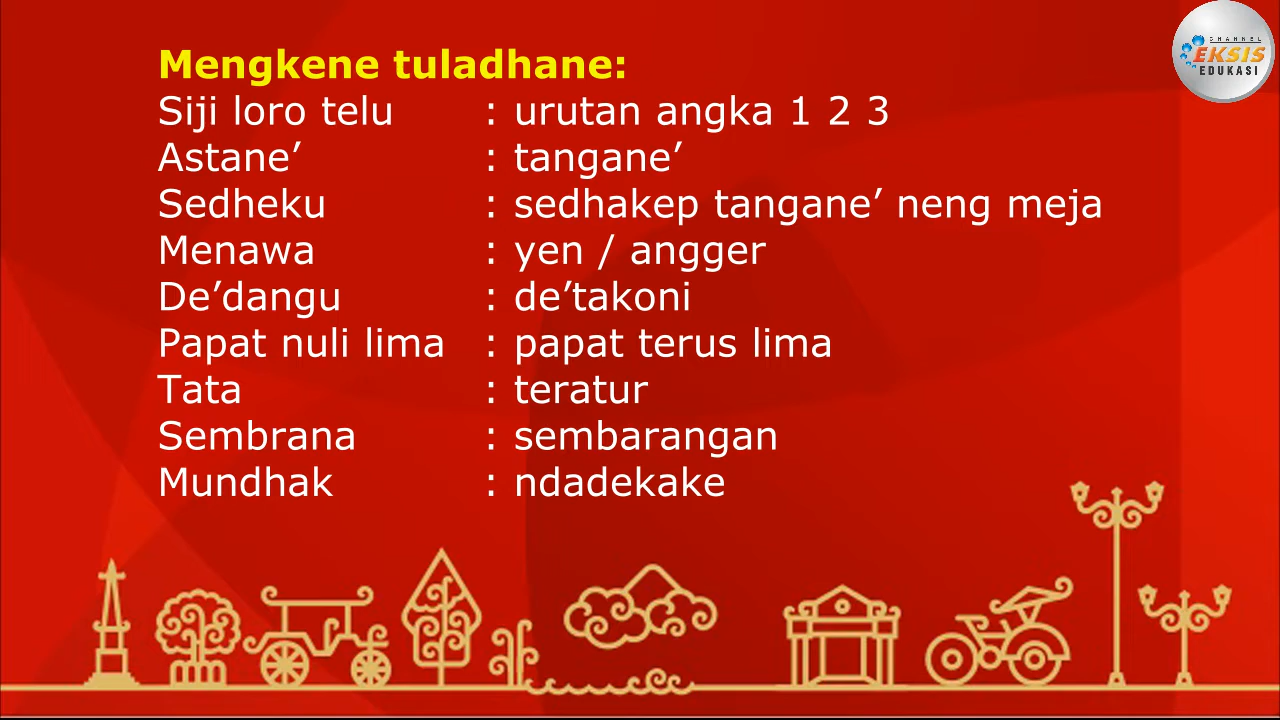 CHANNEL
EKSIS
EDUKASI
Mengkene tuladhane:
Siji loro telu : urutan angka 1 2 3
Astane’ : tangane’
Sedheku : sedhakep tangane’ neng meja
Menawa : yen / angger
De’dangu : de’takoni
Papat nuli lima : papat terus lima
Tata : teratur
Sembrana : sembarangan
Mundhak : ndadekake